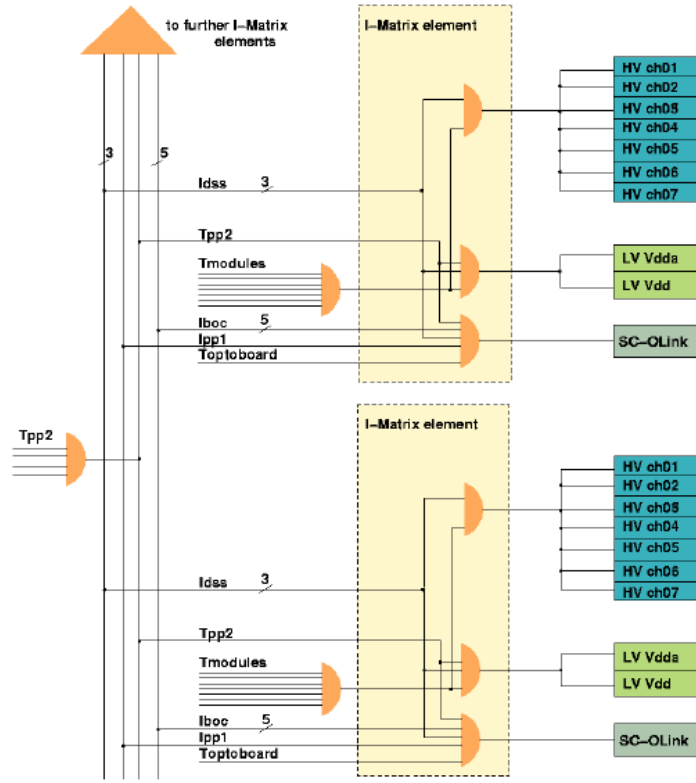 to further I-Matrix
elements
I-Matrix element
HV ch01
HV ch02
HV ch03
HV ch04
HV ch05
HV ch06
HV ch07
3
5
Idss
3
Tpp2
Tmodules
LV Vdda
LV Vdd
Iboc
5
Ipp1
Toptoboard
SC-OLink
I-Matrix element
Tpp2
HV ch01
HV ch02
HV ch03
HV ch04
HV ch05
HV ch06
HV ch07
Idss
3
Tpp2
Tmodules
LV Vdda
LV Vdd
Iboc
5
Ipp1
Toptoboard
SC-OLink